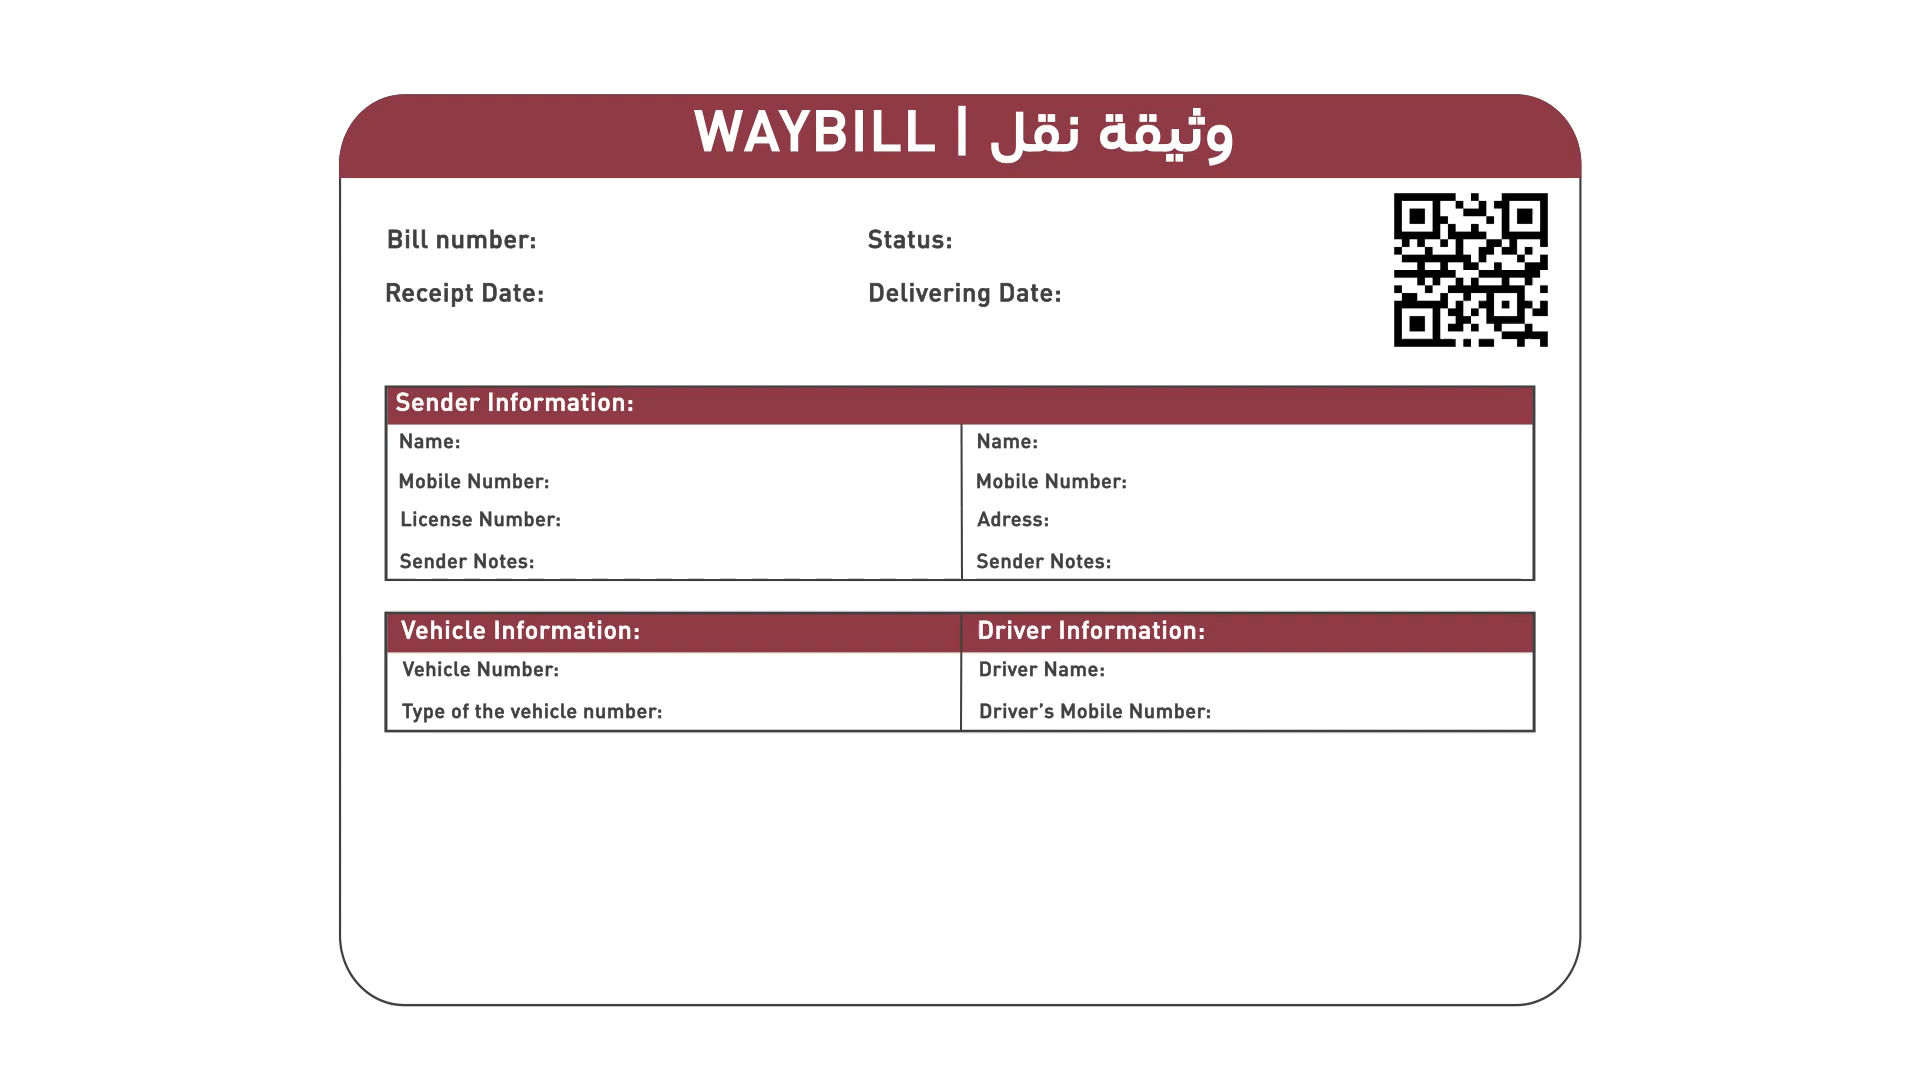 WAYBILL | وثيقة نقل
Bill number:
Status:
Receipt Date:
Delivering Date:
Sender Information:
Name:
Mobile Number:
License Number:
Sender Notes:
Name:
Mobile Number:
Adress:
Sender Notes:
Vehicle Information:
Vehicle Number:
Type of the vehicle number:
Driver Information:
Driver Name:
Driver’s Mobile Number: